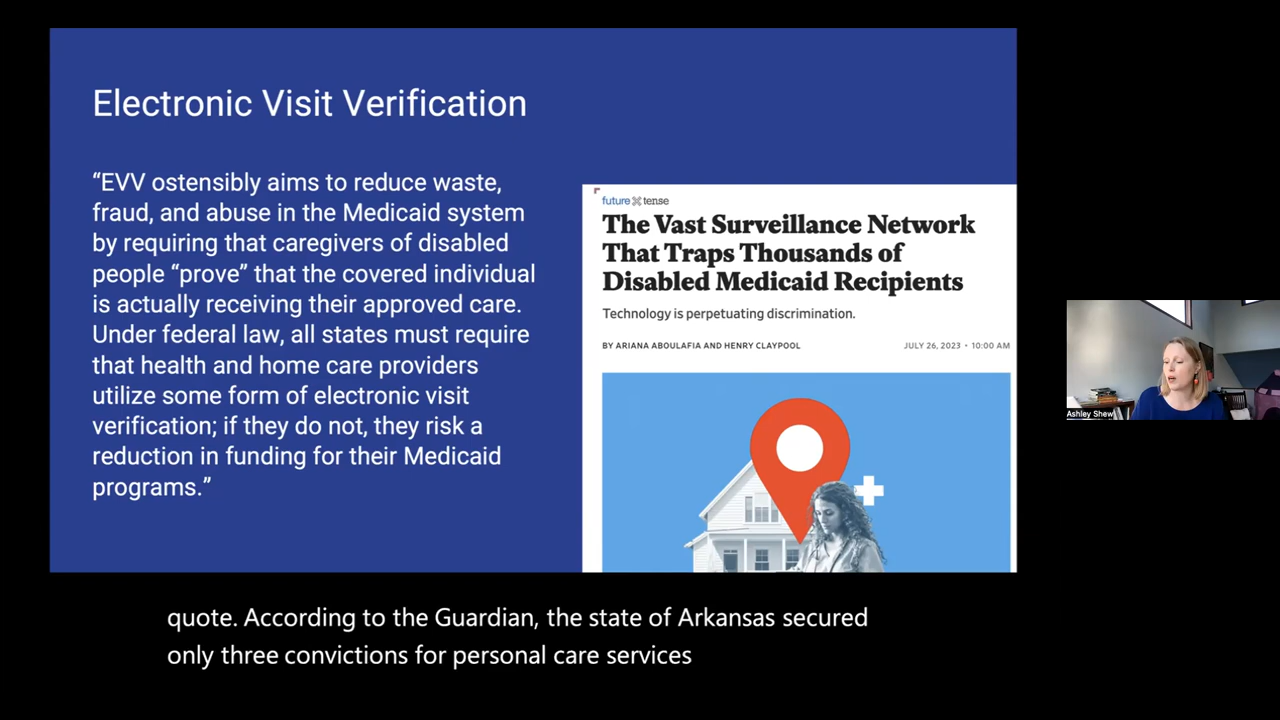 Electronic Visit Verification
“EVV ostensibly aims to reduce waste,
fraud, and abuse in the Medicaid system
by requiring that caregivers of disabled
people “prove” that the covered individual
is actually receiving their approved care.
Under federal law, all states must require
that health and home care providers
utilize some form of electronic visit
verification; if they do not, they risk a
reduction in funding for their Medicaid
programs.”
future tense
The Vast Surveillance Network
That Traps Thousands of
Disabled Medicaid Recipients
Technology is perpetuating discrimination.
BY ARIANA ABOULAFIA AND HENRY CLAYPOOL
JULY 26, 2023 • 10:00 AM
Ashley Shew
quote. According to the Guardian, the state of Arkansas secured
only three convictions for personal care services